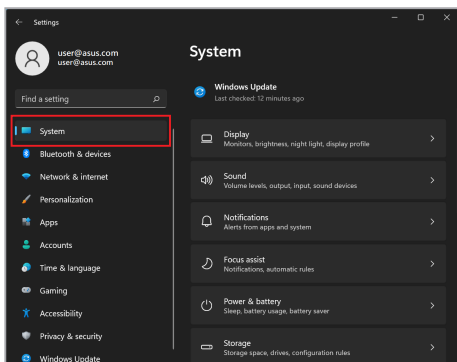 Settings
user@asus.com
user@asus.com
Find a setting
System
Bluetooth & devices
Network & internet
Personalization
Apps
Accounts
Time & language
Gaming
Accessibility
Privacy & security
Windows Update
System
Windows Update
Last checked: 12 minutes ago
Display
Monitors, brightness, night light, display profile
Sound
Volume levels, output, input, sound devices
Notifications
Alerts from apps and system
Focus assist
Notifications, automatic rules
Power & battery
Sleep, battery usage, battery saver
Storage
Storage space, drives, configuration rules